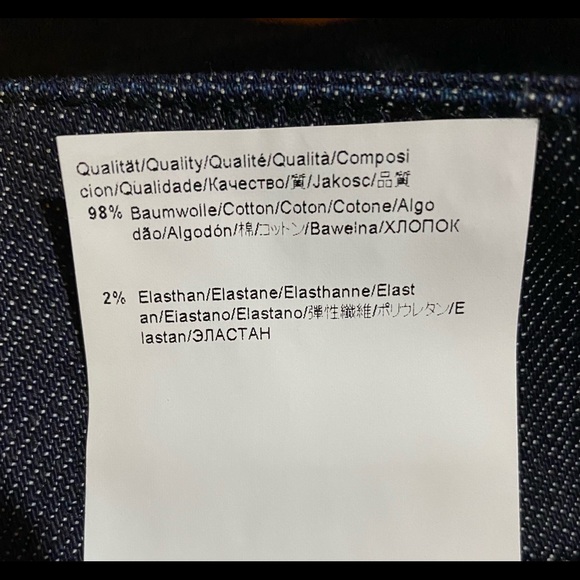 Qualität/Quality/Qualité/Qualità/Composi
cion/Qualidade/Качество/質/Jakosc/品質
98% Baumwolle/Cotton/Coton/Cotone/Algo
dão/Algodón/棉/コットン/Bawelna/ХЛОПОК
2% Elasthan/Elastane/Elasthanne/Elast
an/Elastano/Elastano/彈性纖維/ポリウレタン/E
lastan/ЭЛАСТАН